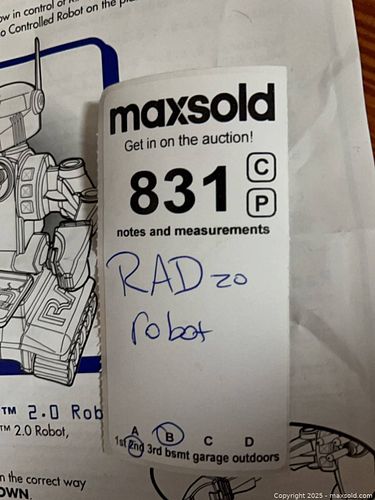 ow in control of
o Controlled Robot on the
maxsold
Get in on the auction!
831 C
P
notes and measurements
RAD 20
robot
A B C D
1st 2nd 3rd bsmt garage outdoors
R
™ 2.0 Rob
™ 2.0 Robot,
n the correct way
OWN.
Copyright 2025 - maxsold.com